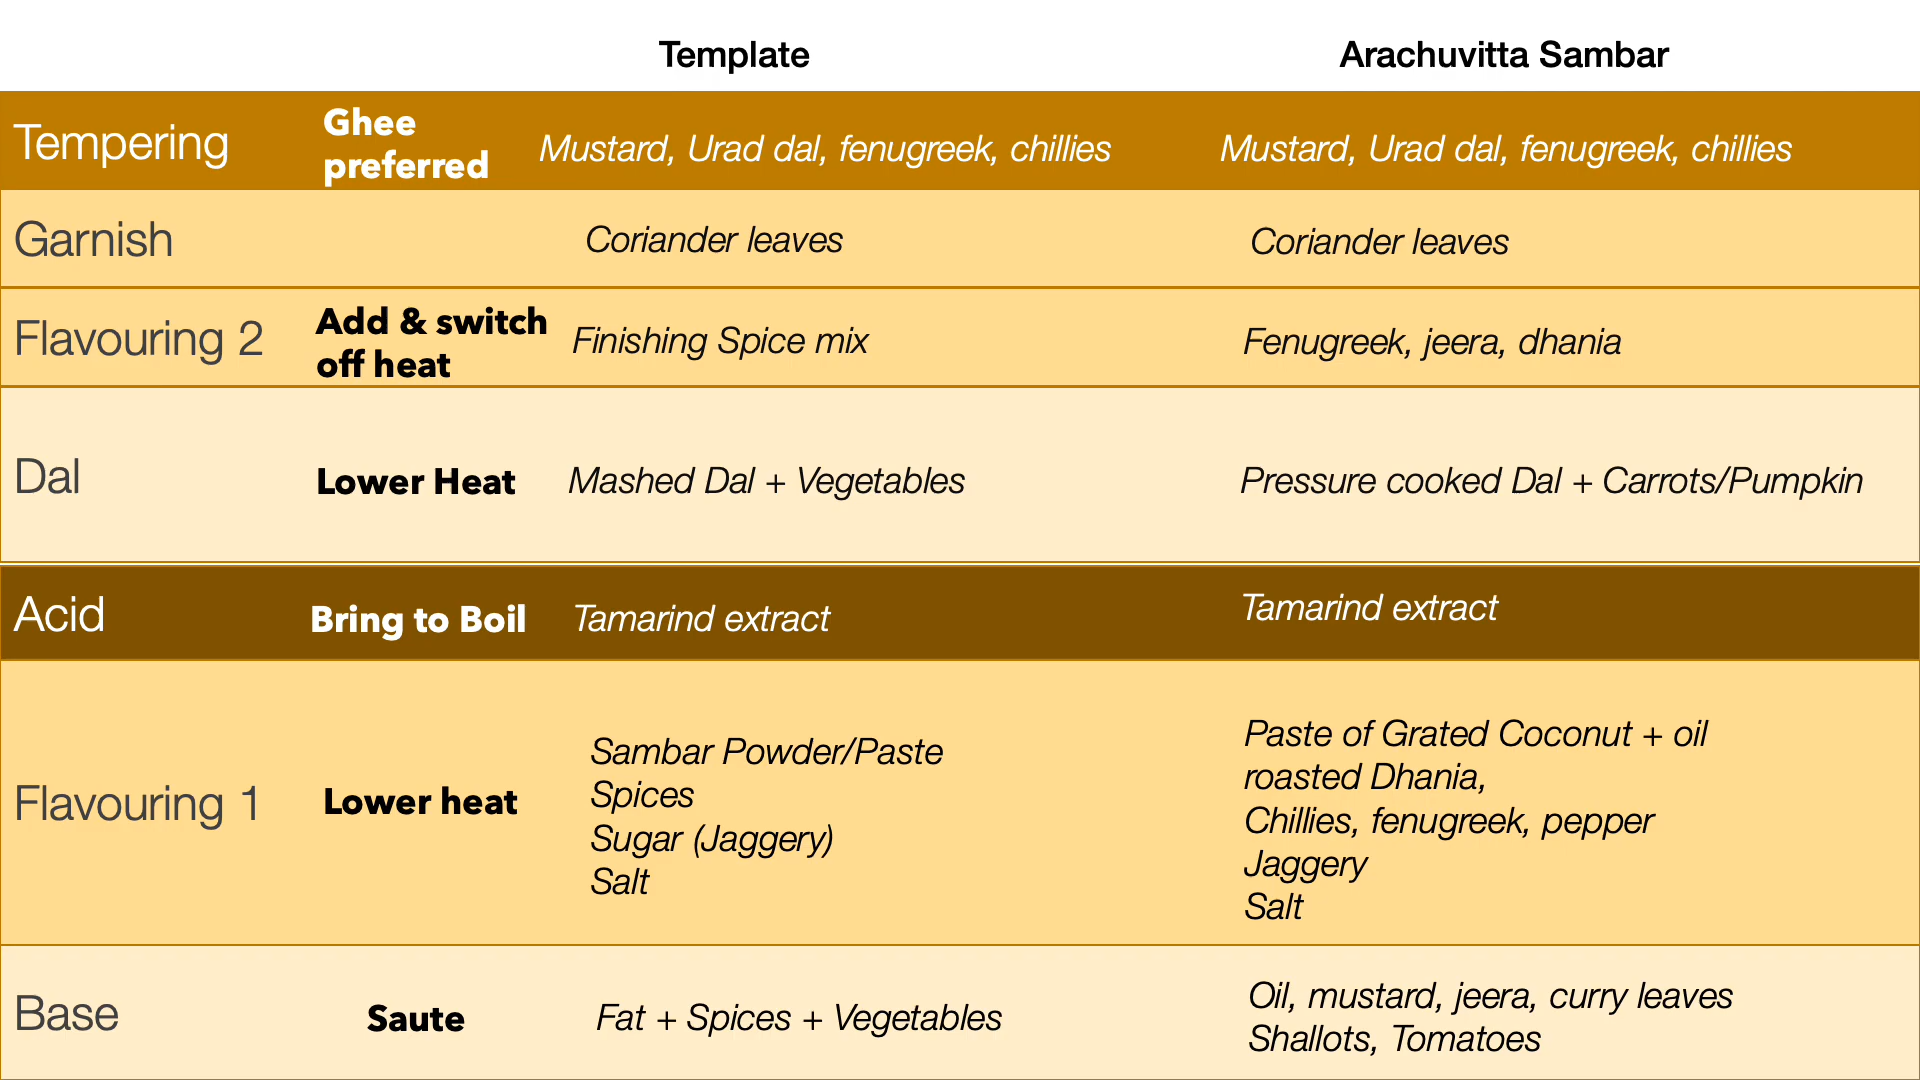 Template
Arachuvitta Sambar
Tempering
Ghee
preferred
Mustard, Urad dal, fenugreek, chillies
Mustard, Urad dal, fenugreek, chillies
Garnish
Coriander leaves
Coriander leaves
Flavouring 2
Add & switch
off heat
Finishing Spice mix
Fenugreek, jeera, dhania
Dal
Lower Heat
Mashed Dal + Vegetables
Pressure cooked Dal + Carrots/Pumpkin
Acid
Bring to Boil
Tamarind extract
Tamarind extract
Flavouring 1
Lower heat
Sambar Powder/Paste
Spices
Sugar (Jaggery)
Salt
Paste of Grated Coconut + oil
roasted Dhania,
Chillies, fenugreek, pepper
Jaggery
Salt
Base
Saute
Fat + Spices + Vegetables
Oil, mustard, jeera, curry leaves
Shallots, Tomatoes